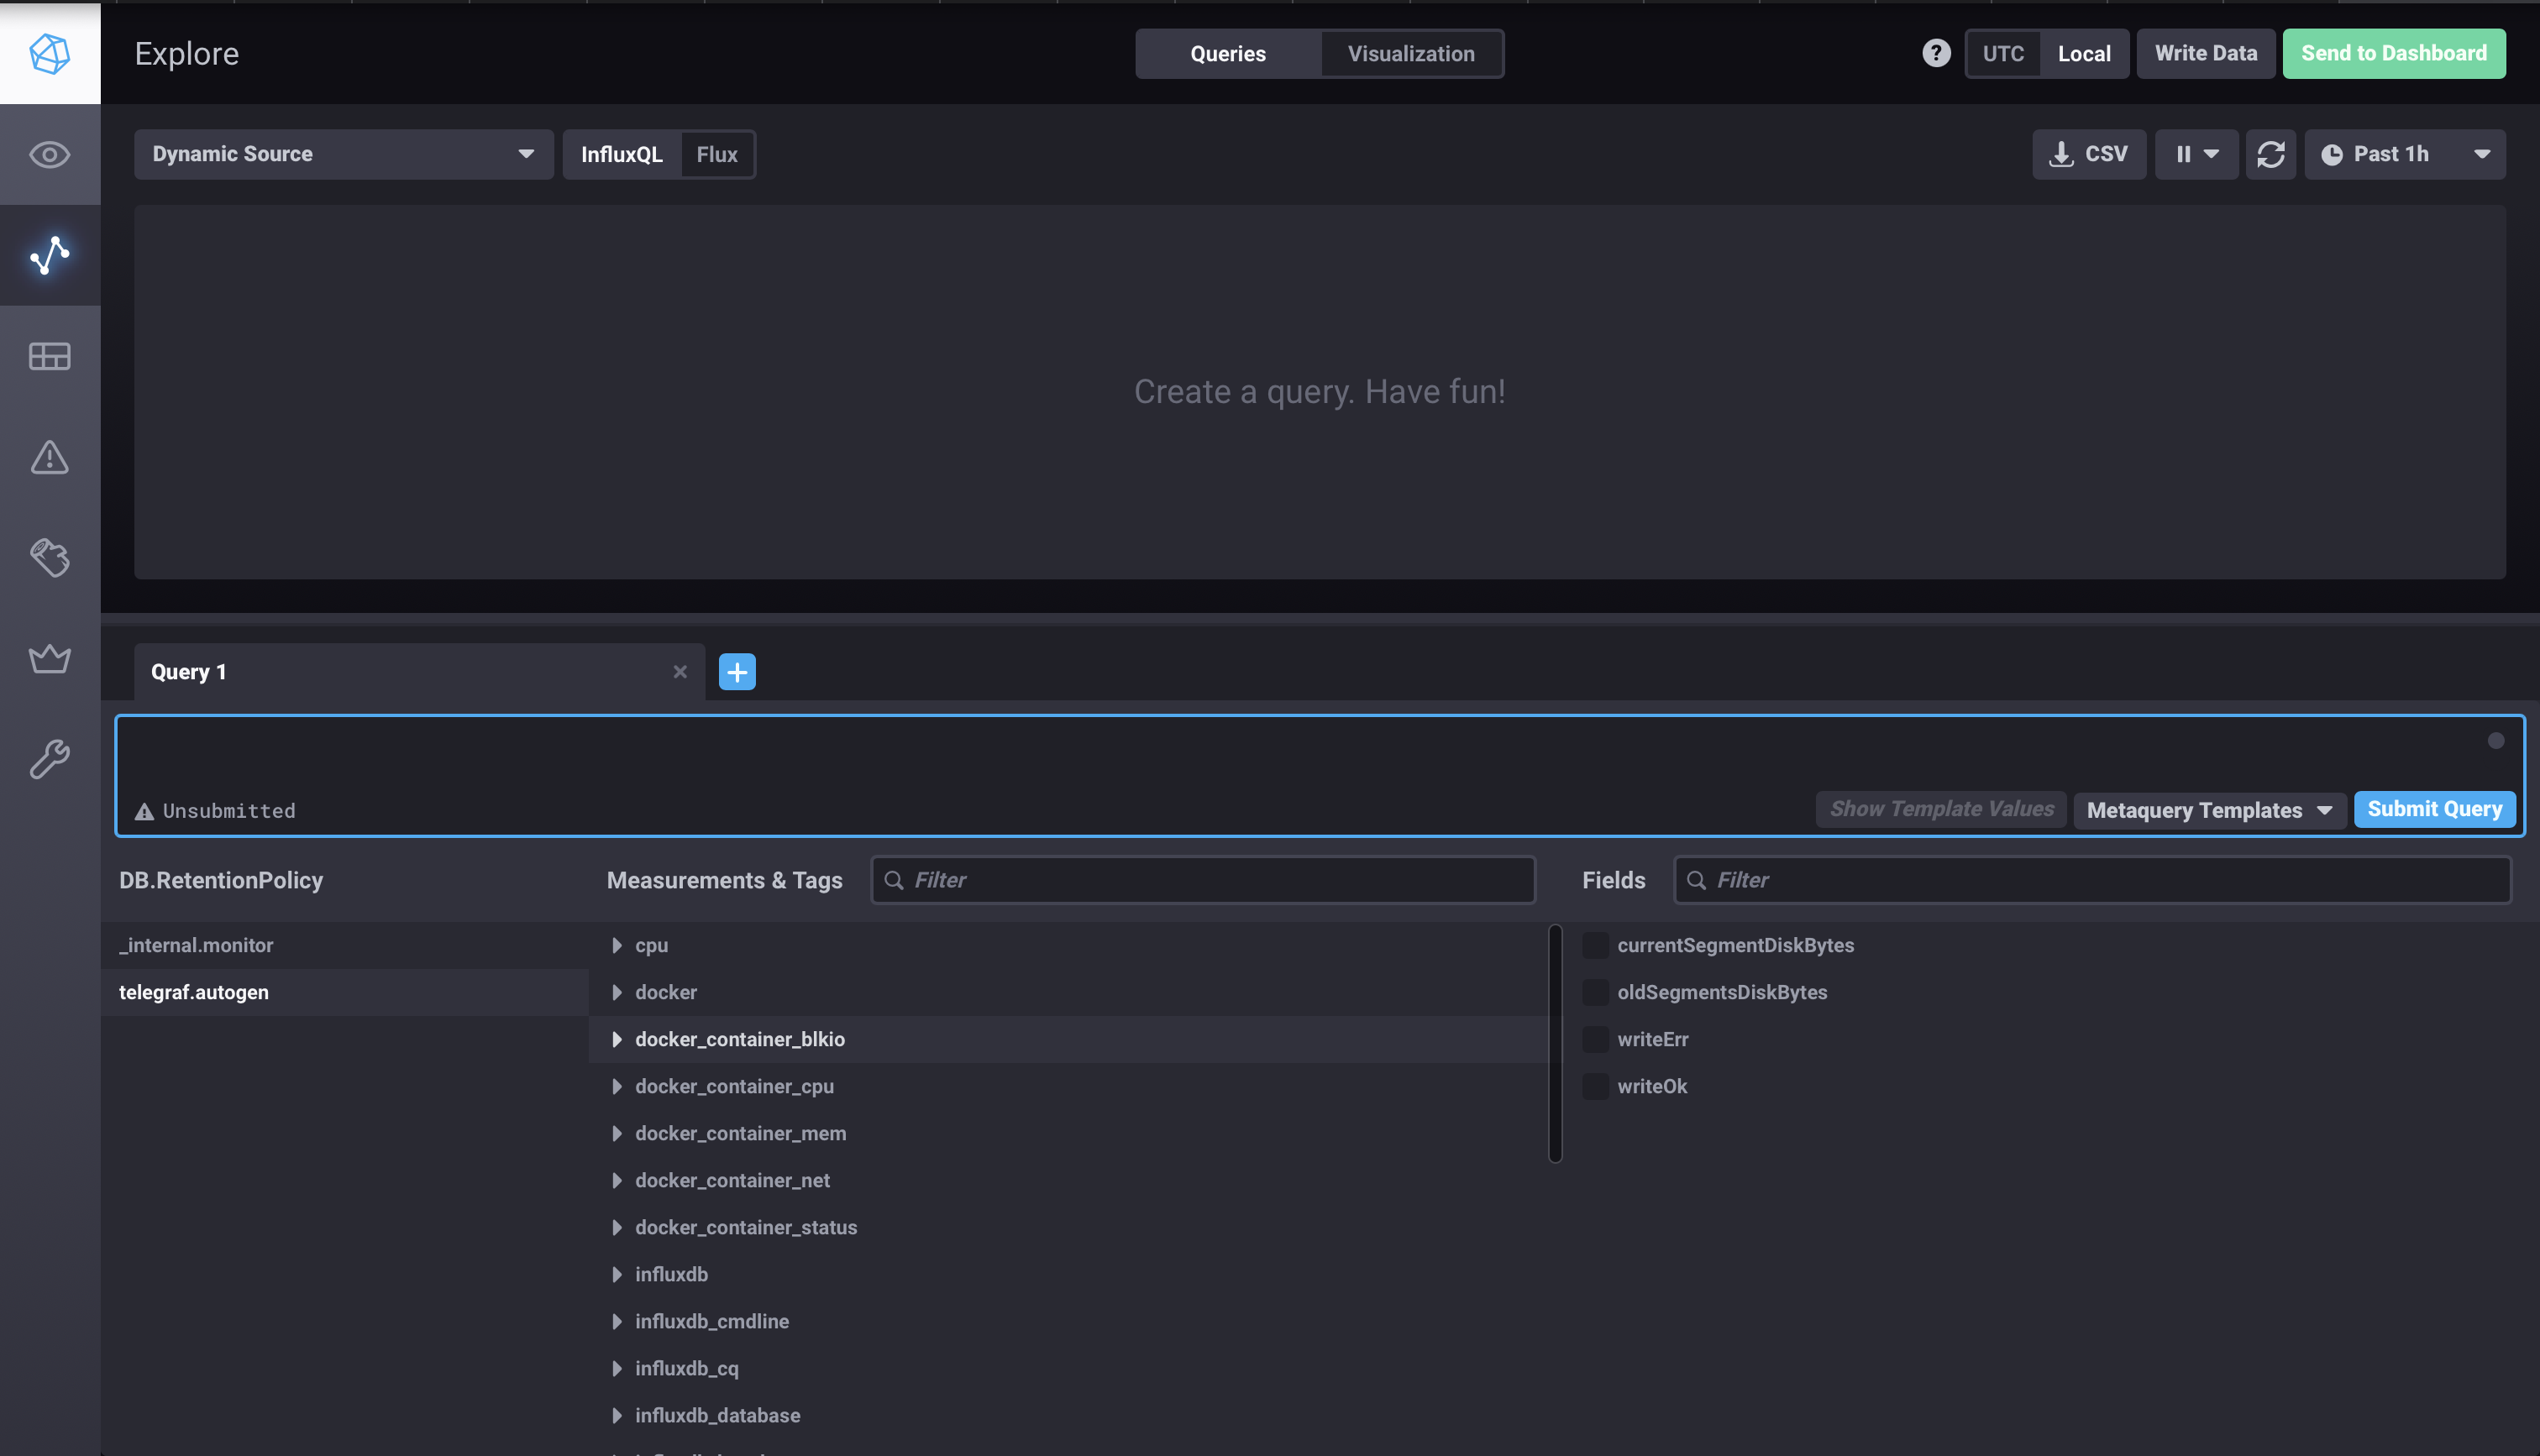 Explore
Queries
Visualization
?
UTC
Local
Write Data
Send to Dashboard
Dynamic Source
InfluxQL
Flux
CSV
Past 1h
Create a query. Have fun!
Query 1
Unsubmitted
Show Template Values
Metaquery Templates
Submit Query
DB.RetentionPolicy
_internal.monitor
telegraf.autogen
Measurements & Tags
Filter
cpu
docker
docker_container_blkio
docker_container_cpu
docker_container_mem
docker_container_net
docker_container_status
influxdb
influxdb_cmdline
influxdb_cq
influxdb_database
Fields
Filter
currentSegmentDiskBytes
oldSegmentsDiskBytes
writeErr
writeOk